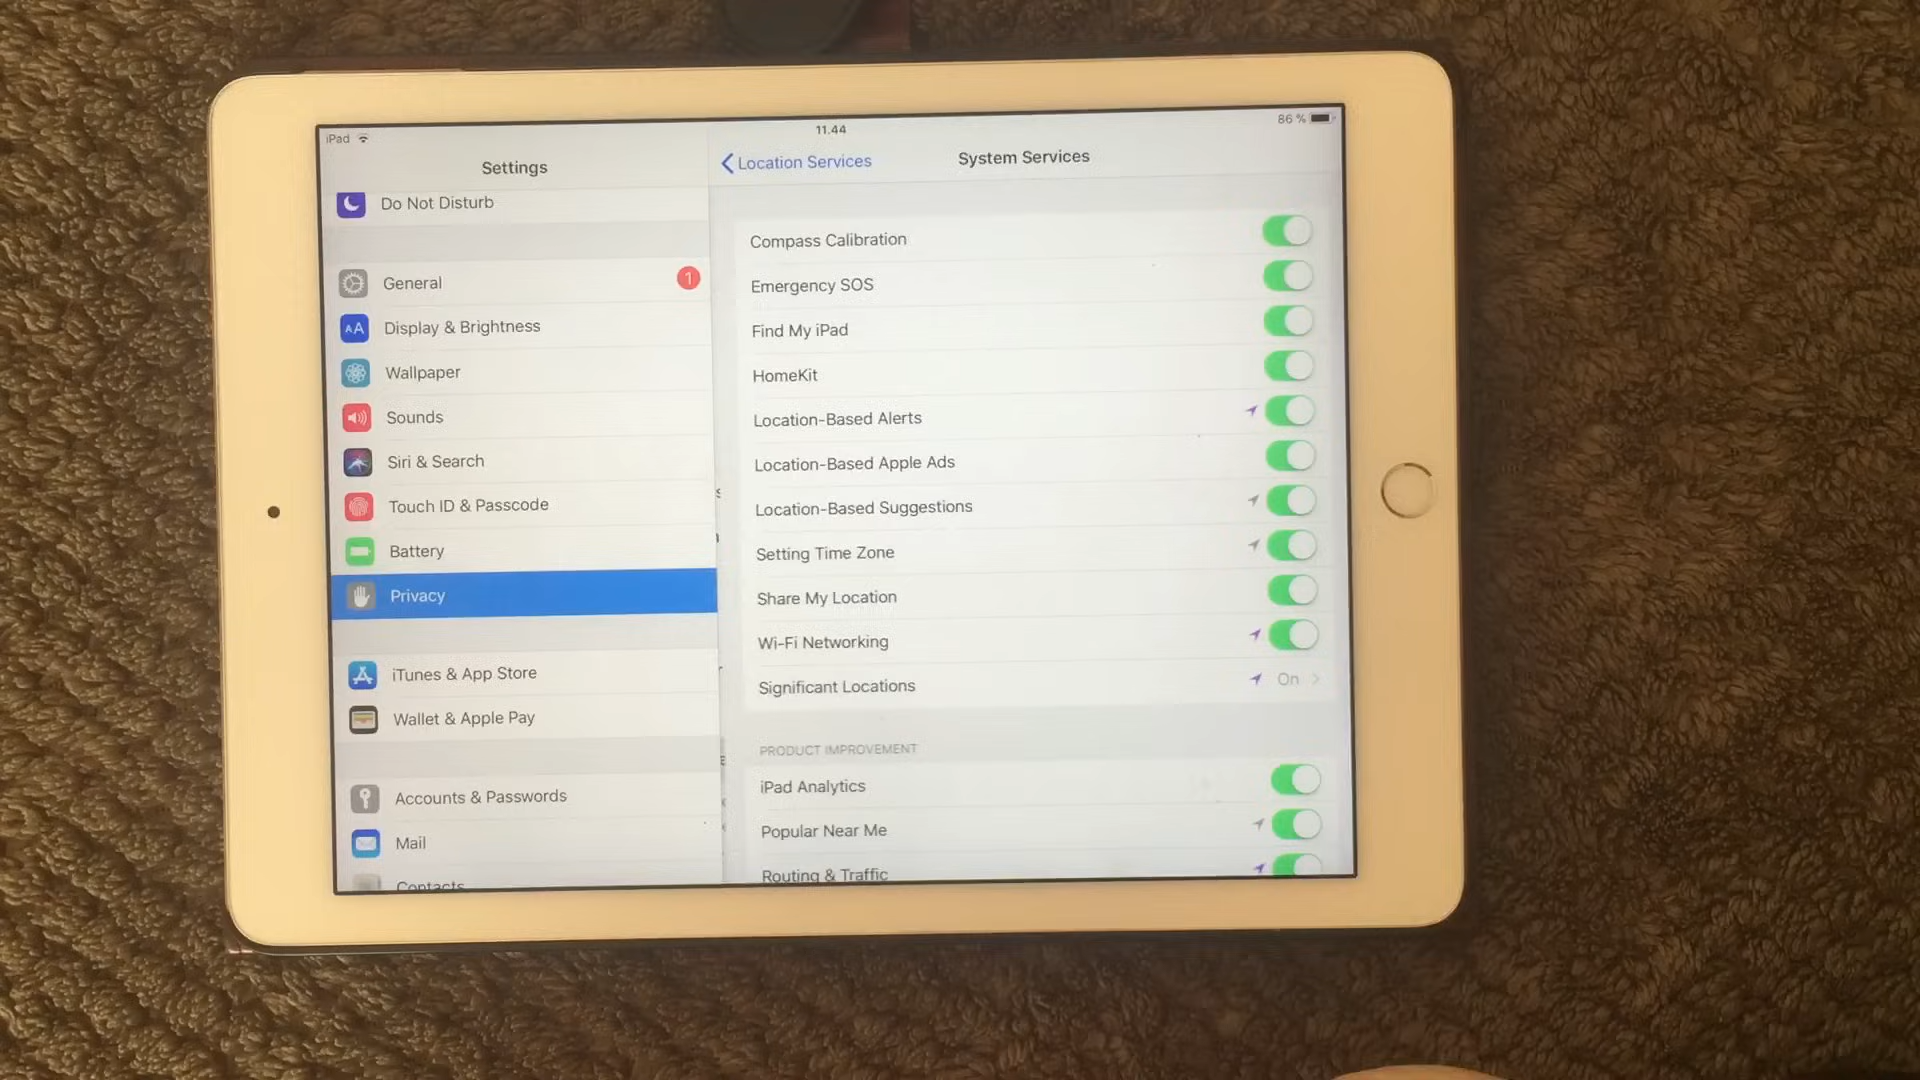 iPad
11.44
86 %
Settings
Do Not Disturb
General
1
Display & Brightness
Wallpaper
Sounds
Siri & Search
Touch ID & Passcode
Battery
Privacy
iTunes & App Store
Wallet & Apple Pay
Accounts & Passwords
Mail
Contacts
Location Services
System Services
Compass Calibration
Emergency SOS
Find My iPad
HomeKit
Location-Based Alerts
Location-Based Apple Ads
Location-Based Suggestions
Setting Time Zone
Share My Location
Wi-Fi Networking
Significant Locations On
PRODUCT IMPROVEMENT
iPad Analytics
Popular Near Me
Routing & Traffic